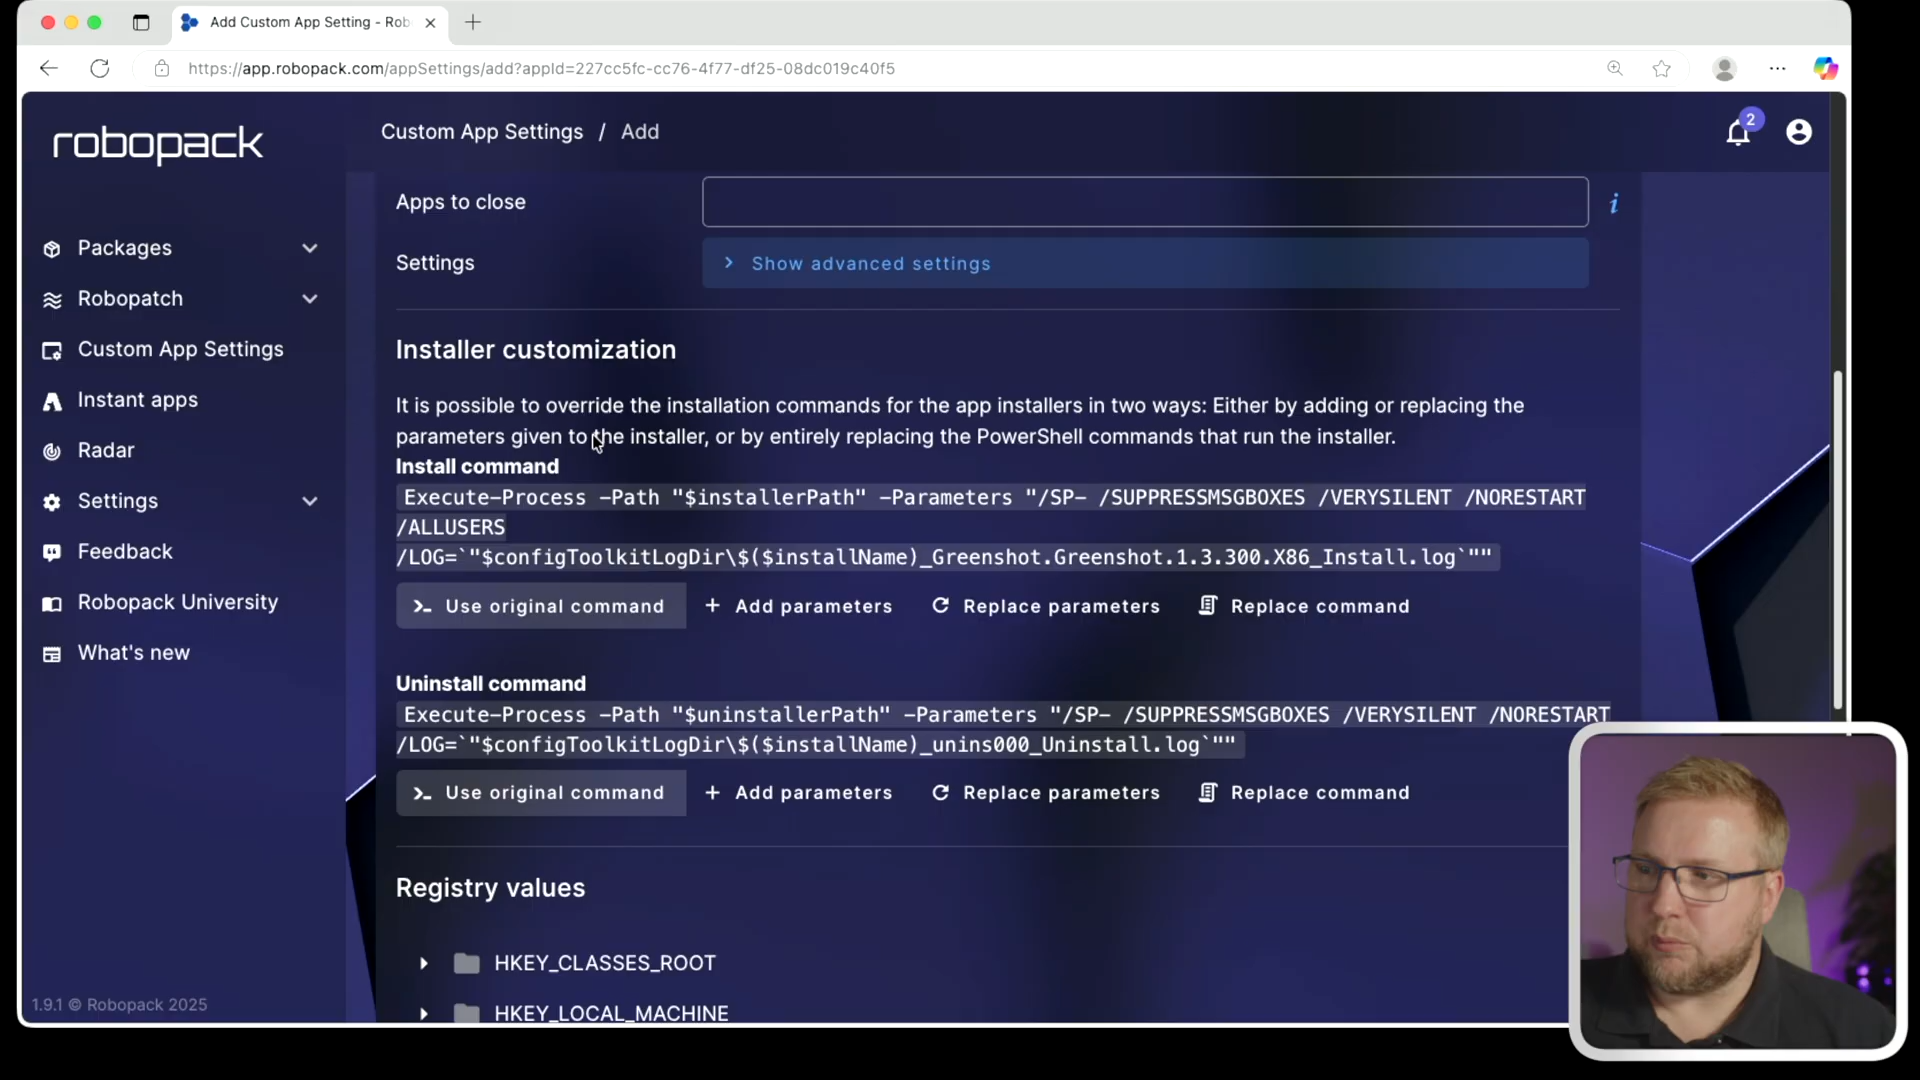 Add Custom App Setting - Rob
https://app.robopack.com/appSettings/add?appId=227cc5fc-cc76-4f77-df25-08dc019c40f5
robopack
Custom App Settings / Add
2
Packages
Robopatch
Custom App Settings
Instant apps
Radar
Settings
Feedback
Robopack University
What's new
1.9.1 © Robopack 2025
Apps to close
i
Settings
Show advanced settings
Installer customization
It is possible to override the installation commands for the app installers in two ways: Either by adding or replacing the
parameters given to the installer, or by entirely replacing the PowerShell commands that run the installer.
Install command
Execute-Process -Path "$installerPath" -Parameters "/SP- /SUPPRESSMSGBOXES /VERYSILENT /NORESTART
/ALLUSERS
/LOG=`"$configToolkitLogDir\$($installName)_Greenshot.Greenshot.1.3.300.X86_Install.log`""
Use original command + Add parameters Replace parameters Replace command
Uninstall command
Execute-Process -Path "$uninstallerPath" -Parameters "/SP- /SUPPRESSMSGBOXES /VERYSILENT /NORESTART
/LOG=`"$configToolkitLogDir\$($installName)_unins000_Uninstall.log`""
Use original command + Add parameters Replace parameters Replace command
Registry values
HKEY_CLASSES_ROOT
HKEY_LOCAL_MACHINE